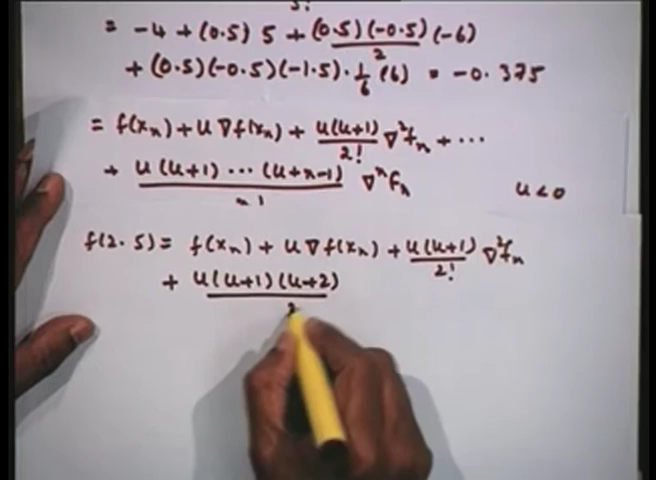 = -4 + (0.5) 5 + (0.5)(-0.5)/2 (-6)
+ (0.5)(-0.5)(-1.5) · 1/6 (6) = -0.375
= f(xₙ) + u ∇f(xₙ) + u(u+1)/2! ∇²fₙ + ···
+ u(u+1) ··· (u+n-1)/n! ∇ⁿfₙ
u < 0
f(2.5) = f(xₙ) + u ∇f(xₙ) + u(u+1)/2! ∇²fₙ
+ u(u+1)(u+2)